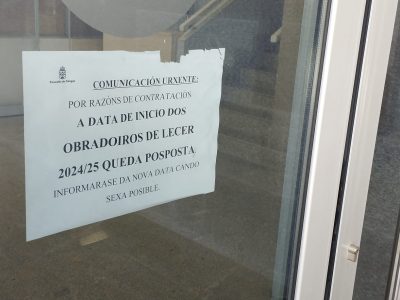 COMUNICACIÓN URXENTE:
POR RAZÓNS DE CONTRATACIÓN
A DATA DE INICIO DOS
OBRADOIROS DE LECER
2024/25 QUEDA POSPOSTA.
INFORMARASE DA NOVA DATA CANDO
SEXA POSIBLE.